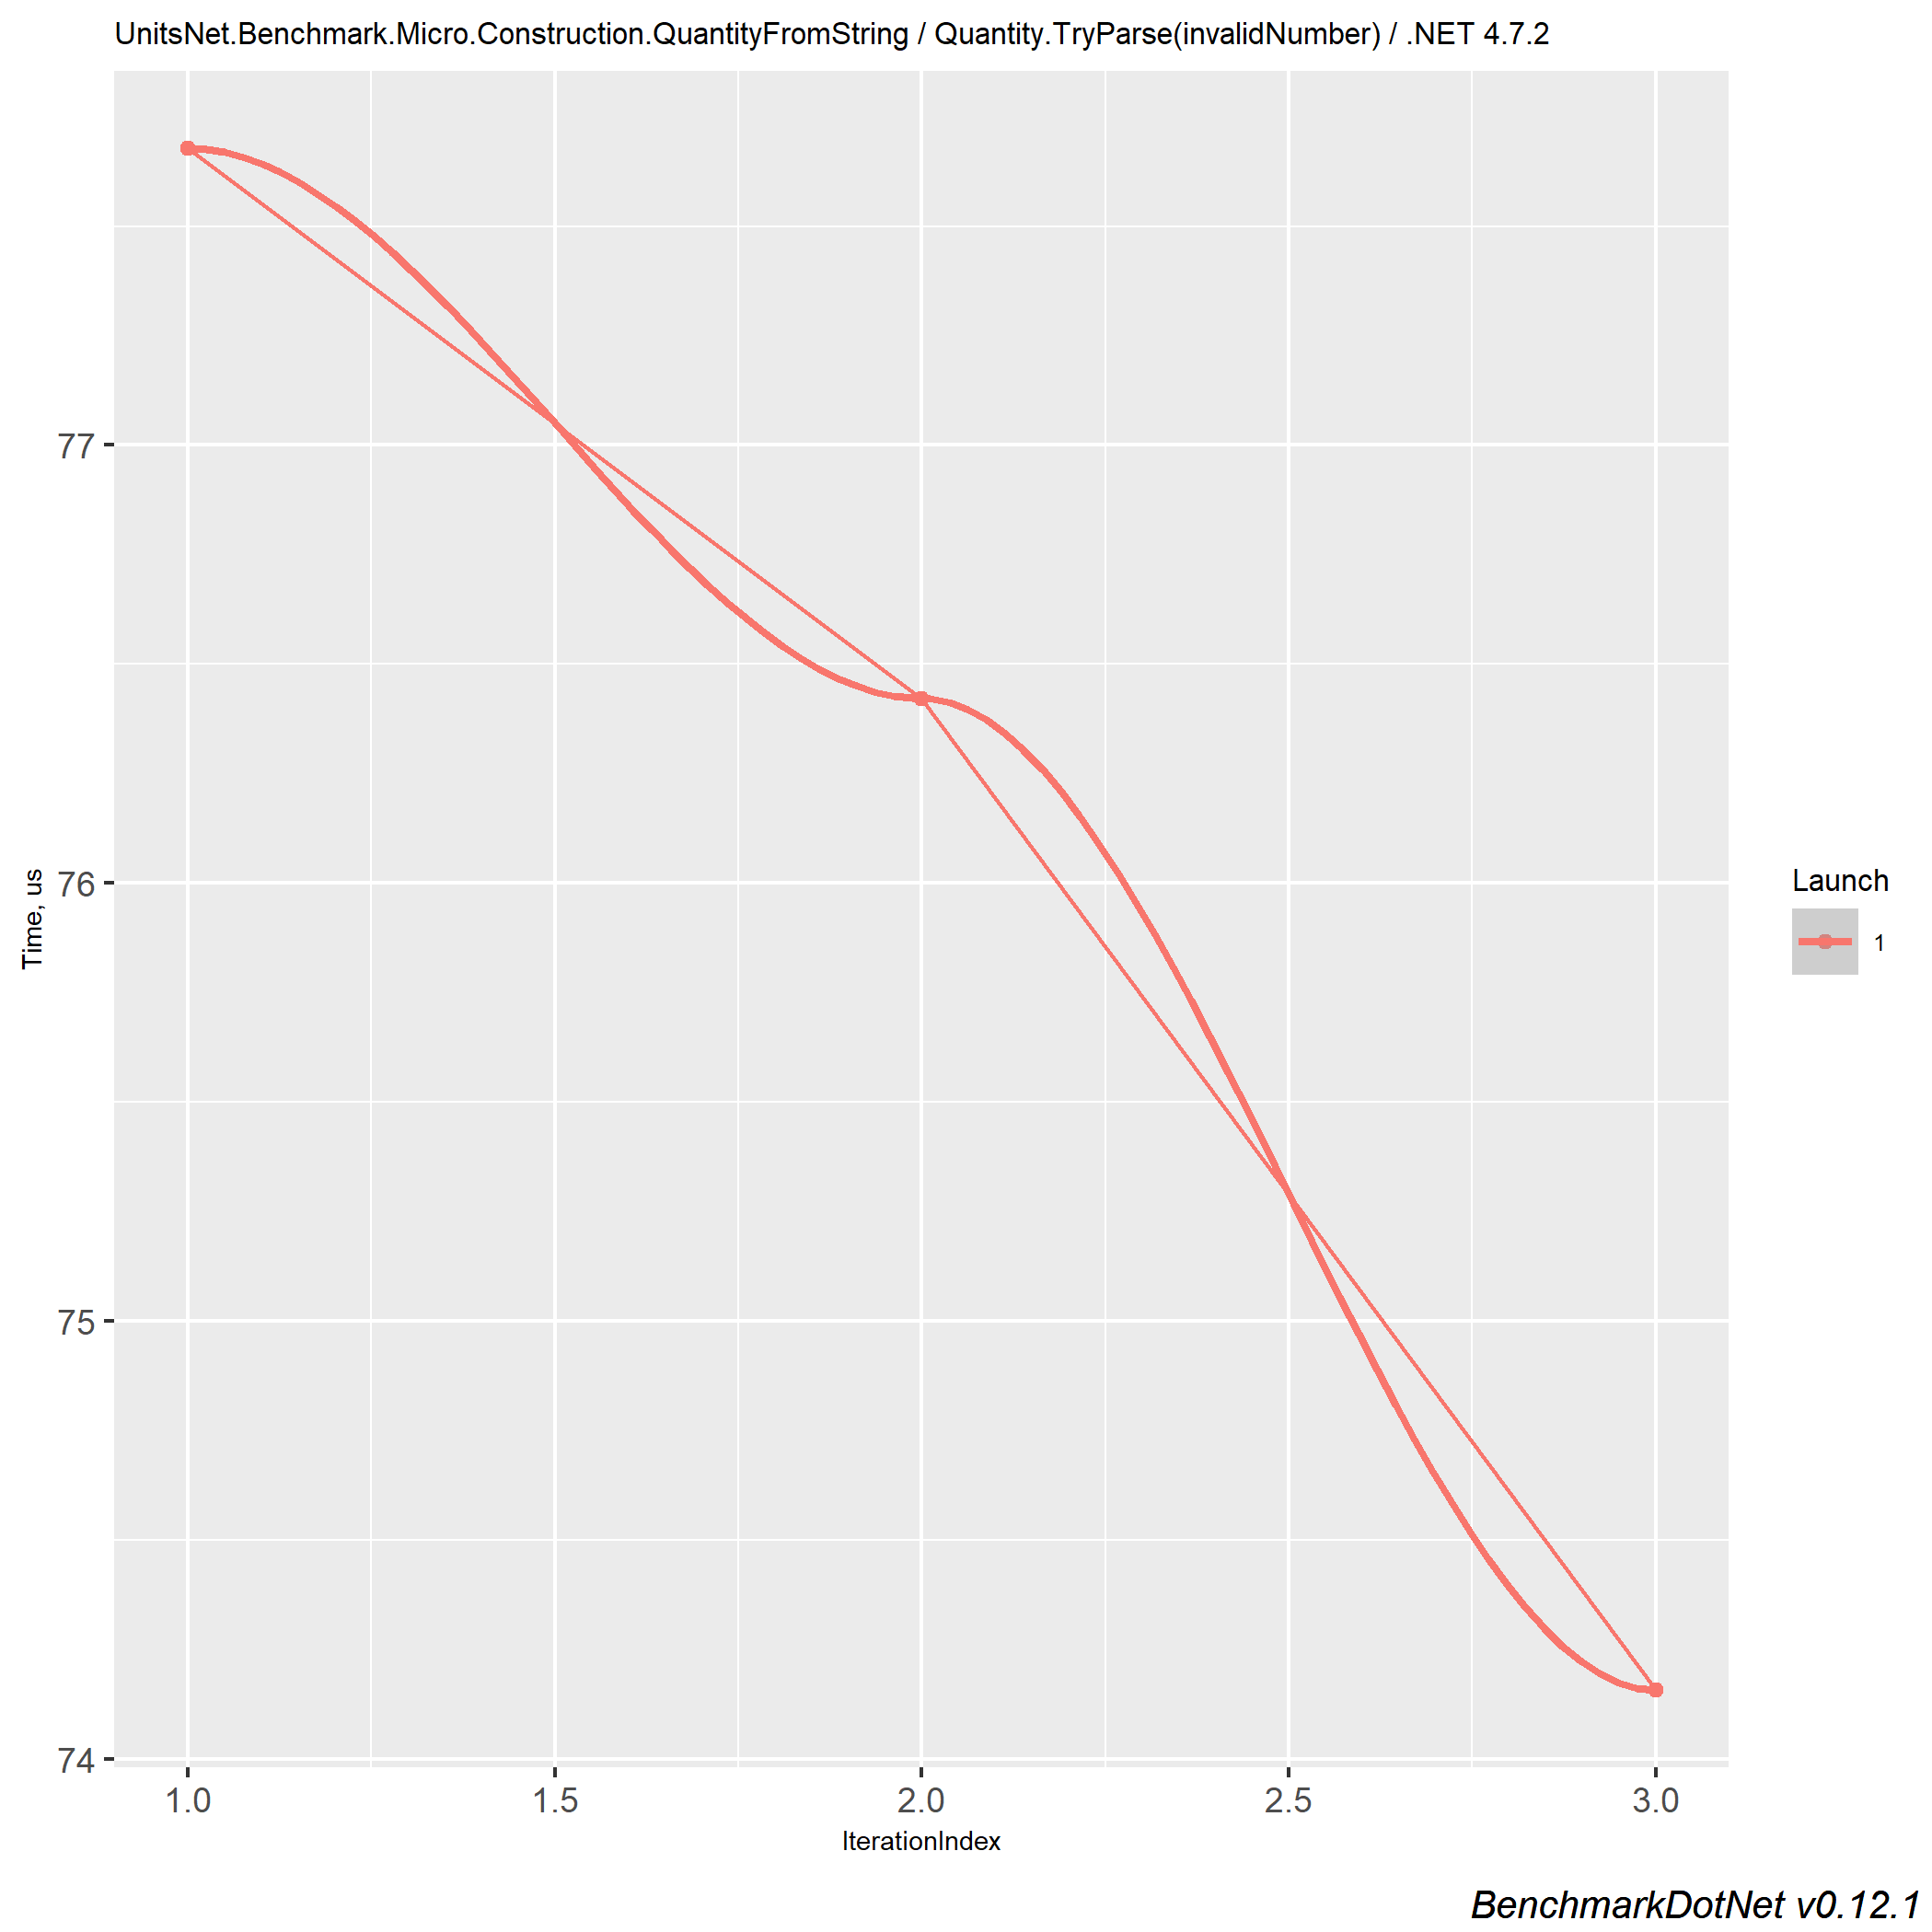 UnitsNet.Benchmark.Micro.Construction.QuantityFromString / Quantity.TryParse(invalidNumber) / .NET 4.7.2
77
76
75
74
Time, us
1.0 1.5 2.0 2.5 3.0
IterationIndex
Launch
1
BenchmarkDotNet v0.12.1